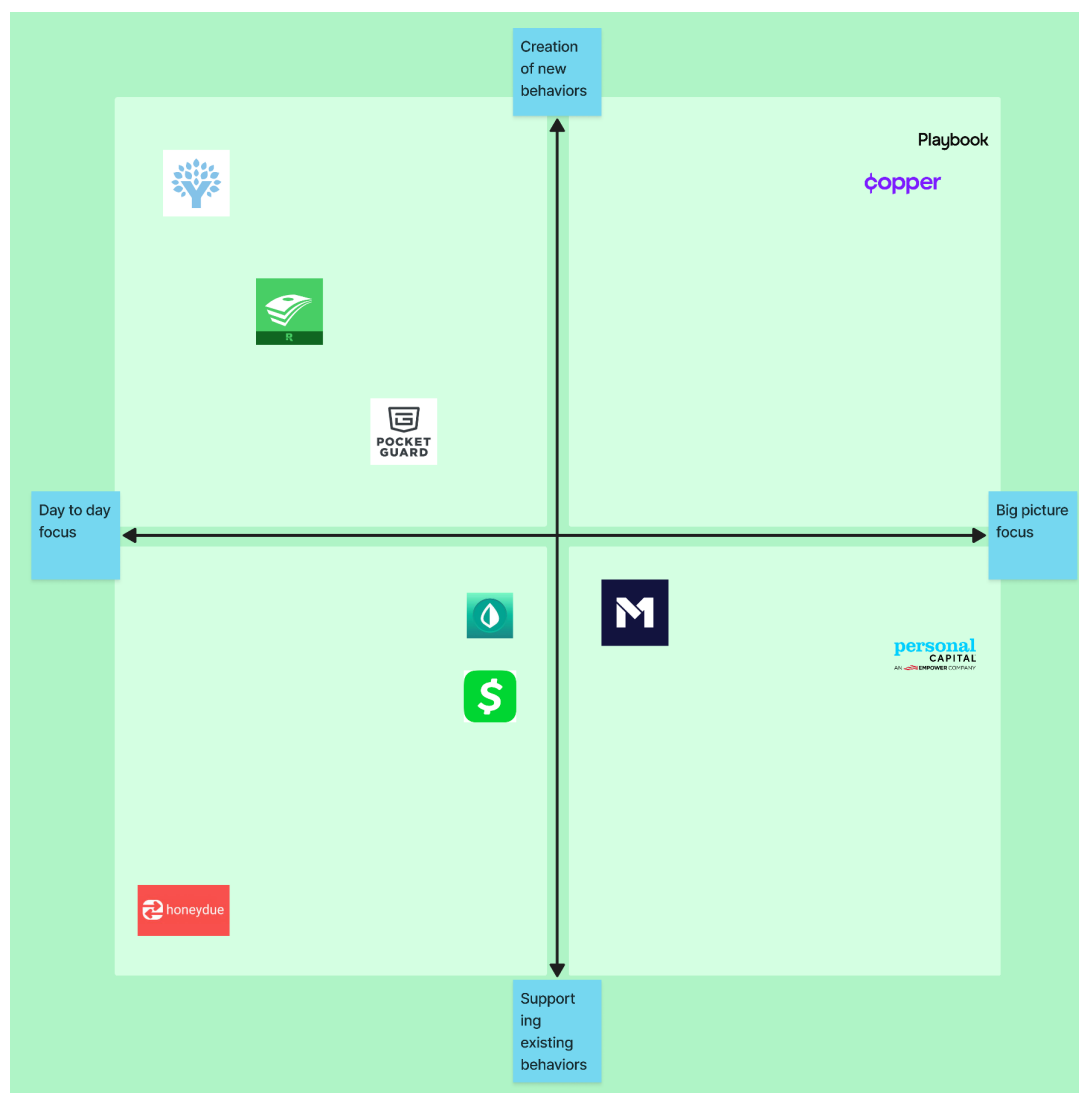 Creation
of new
behaviors
Playbook
copper
R
POCKET
GUARD
Day to day
focus
Big picture
focus
M
personal
CAPITAL
AN EMPOWER COMPANY
$
honeydue
Support
ing
existing
behaviors